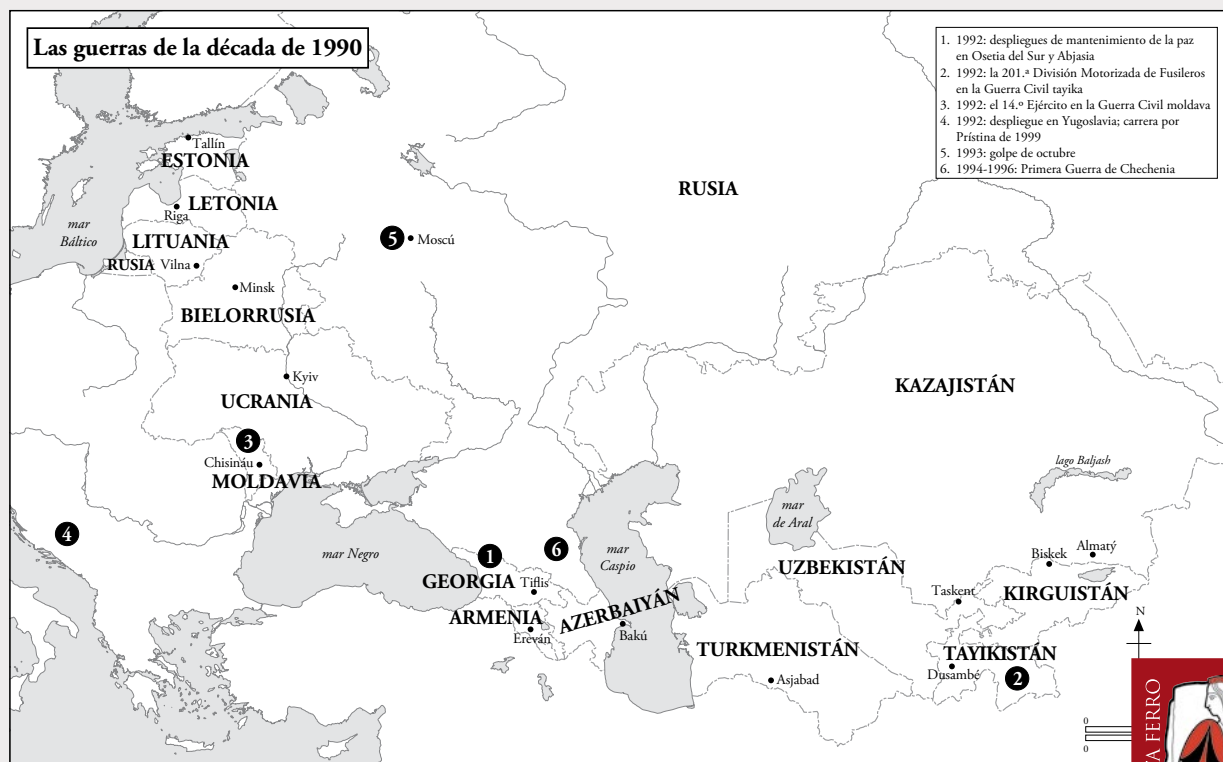 Las guerras de la década de 1990
1. 1992: despliegues de mantenimiento de la paz
en Osetia del Sur y Abjasia
2. 1992: la 201.ª División Motorizada de Fusileros
en la Guerra Civil tayika
3. 1992: el 14.º Ejército en la Guerra Civil moldava
4. 1992: despliegue en Yugoslavia; carrera por
Prístina de 1999
5. 1993: golpe de octubre
6. 1994-1996: Primera Guerra de Chechenia
Tallín
ESTONIA
RUSIA
LETONIA
Riga
mar
Báltico
LITUANIA
5
Moscú
RUSIA
Vilna
Minsk
BIELORRUSIA
Kyiv
KAZAJISTÁN
UCRANIA
3
Chisináu
MOLDAVIA
lago Baljash
mar
de Aral
4
mar Negro
1
6
mar
Caspio
Biskek
Almatý
UZBEKISTÁN
GEORGIA
Tiflis
Taskent
KIRGUISTÁN
ARMENIA
AZERBAIYÁN
Ereván
Bakú
N
TURKMENISTÁN
TAYIKISTÁN
Dusambé
2
Asjabad
0
0
A FERRO